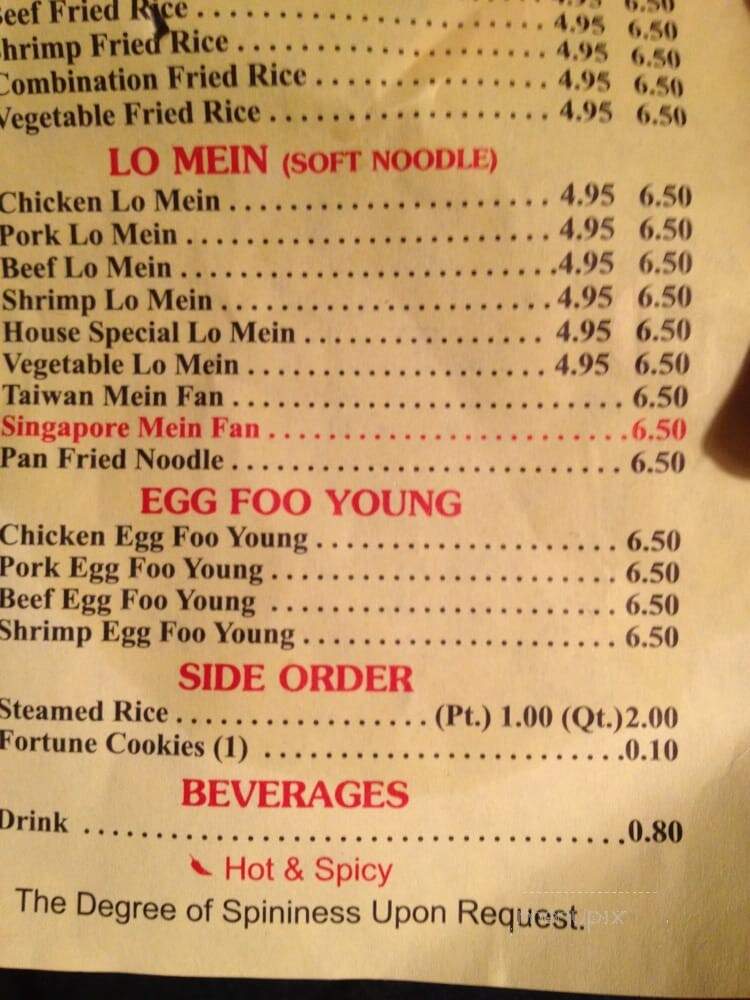 Beef Fried Rice . . . . . . . . . . . . . . . . . . . . . . 4.95 6.50
Shrimp Fried Rice . . . . . . . . . . . . . . . . . . . . 4.95 6.50
Combination Fried Rice . . . . . . . . . . . . . . . 4.95 6.50
Vegetable Fried Rice . . . . . . . . . . . . . . . . . . 4.95 6.50
LO MEIN (SOFT NOODLE)
Chicken Lo Mein . . . . . . . . . . . . . . . . . . . . . 4.95 6.50
Pork Lo Mein . . . . . . . . . . . . . . . . . . . . . . . . 4.95 6.50
Beef Lo Mein . . . . . . . . . . . . . . . . . . . . . . . . .4.95 6.50
Shrimp Lo Mein . . . . . . . . . . . . . . . . . . . . . . 4.95 6.50
House Special Lo Mein . . . . . . . . . . . . . . . . 4.95 6.50
Vegetable Lo Mein . . . . . . . . . . . . . . . . . . . . 4.95 6.50
Taiwan Mein Fan . . . . . . . . . . . . . . . . . . . . . . . . . . 6.50
Singapore Mein Fan . . . . . . . . . . . . . . . . . . . . . . . .6.50
Pan Fried Noodle . . . . . . . . . . . . . . . . . . . . . . . . . . 6.50
EGG FOO YOUNG
Chicken Egg Foo Young . . . . . . . . . . . . . . . . . . . . 6.50
Pork Egg Foo Young . . . . . . . . . . . . . . . . . . . . . . . 6.50
Beef Egg Foo Young . . . . . . . . . . . . . . . . . . . . . . . 6.50
Shrimp Egg Foo Young . . . . . . . . . . . . . . . . . . . . . 6.50
SIDE ORDER
Steamed Rice . . . . . . . . . . . . . . . . . (Pt.) 1.00 (Qt.)2.00
Fortune Cookies (1) . . . . . . . . . . . . . . . . . . . . . . . .0.10
BEVERAGES
Drink . . . . . . . . . . . . . . . . . . . . . . . . . . . . . . . . . . . . .0.80
Hot & Spicy
The Degree of Spininess Upon Request.
menupix